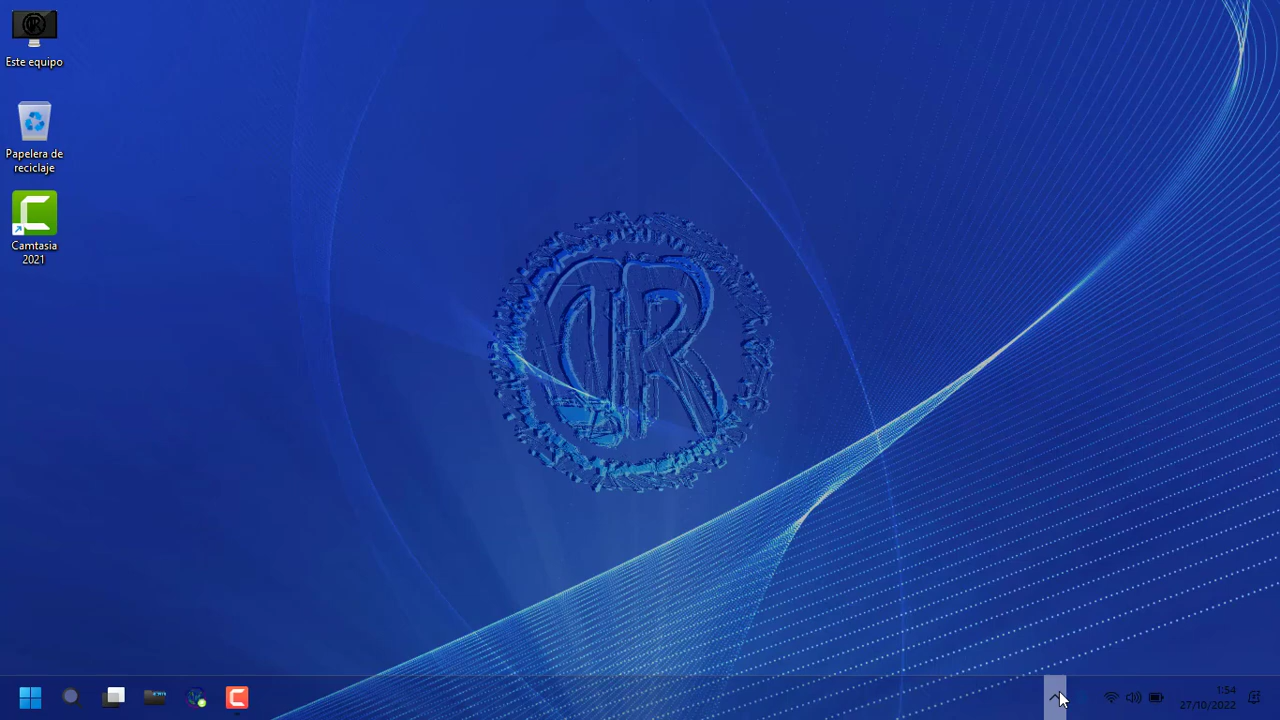 Este equipo
Papelera de
reciclaje
Camtasia
2021
1:54
27/10/2022